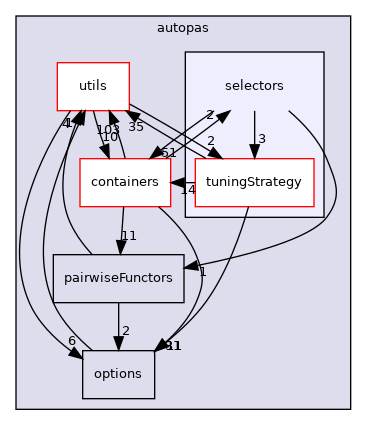 autopas
utils
selectors
4
1
103
10
35
2
2
3
51
containers
14
tuningStrategy
11
pairwiseFunctors
1
6
2
options